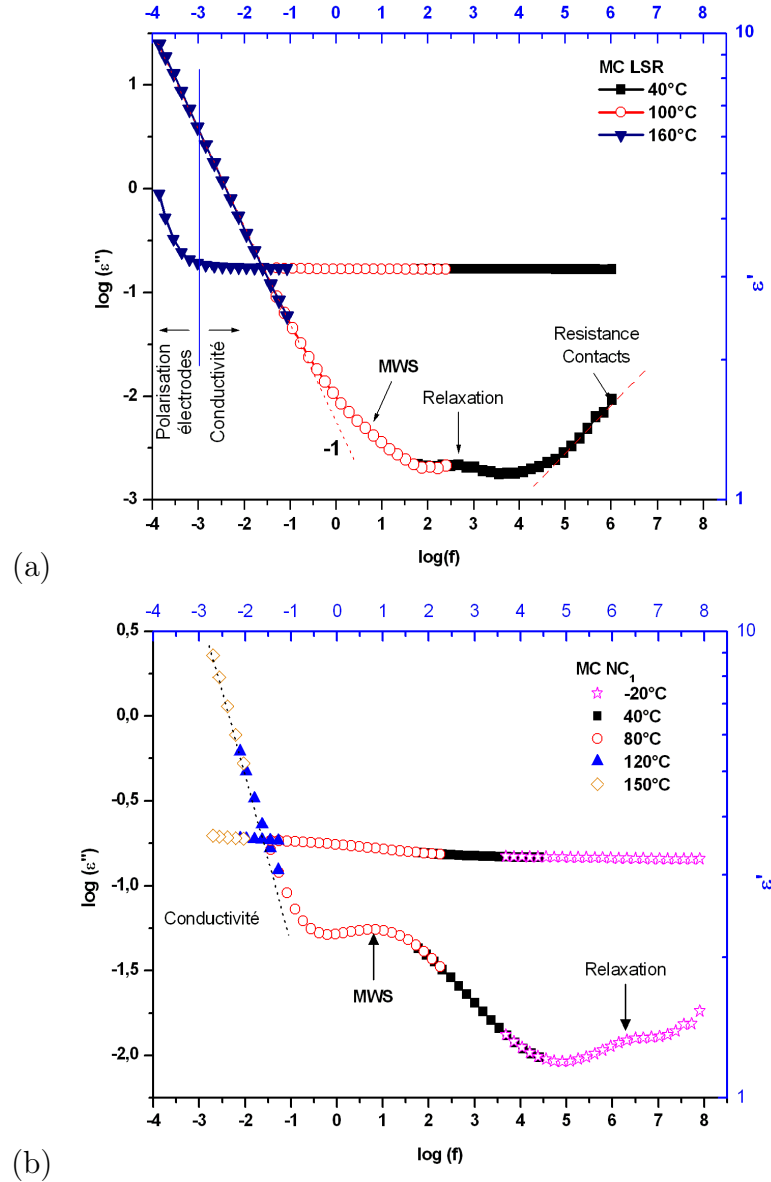 -4 -3 -2 -1 0 1 2 3 4 5 6 7 8
10
MC LSR
40°C
100°C
160°C
1
0
-1
-2
-3
log (ε'')
ε'
Polarisation
électrodes
Conductivité
MWS
Relaxation
Resistance
Contacts
-1
1
-4 -3 -2 -1 0 1 2 3 4 5 6 7 8
log(f)
(a)
-4 -3 -2 -1 0 1 2 3 4 5 6 7 8
10
MC NC1
-20°C
40°C
80°C
120°C
150°C
0,5
0,0
-0,5
-1,0
-1,5
-2,0
log (ε'')
ε'
Conductivité
MWS
Relaxation
1
-4 -3 -2 -1 0 1 2 3 4 5 6 7 8
log (f)
(b)